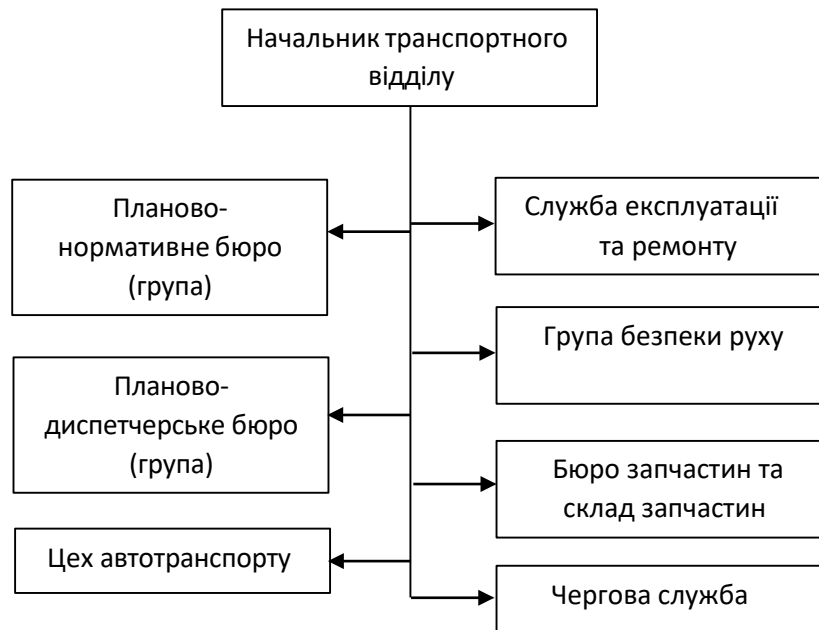 Начальник транспортного
відділу
Планово-
нормативне бюро
(група)
Служба експлуатації
та ремонту
Група безпеки руху
Планово-
диспетчерське бюро
(група)
Бюро запчастин та
склад запчастин
Цех автотранспорту
Чергова служба